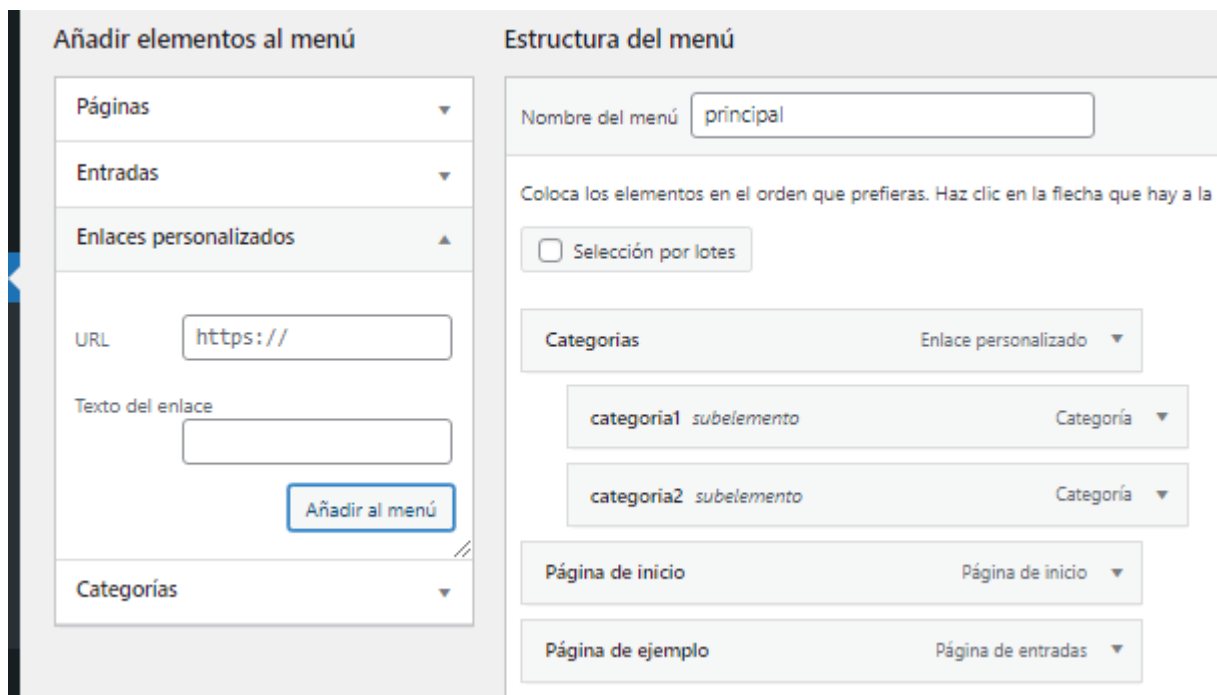 Añadir elementos al menú
Páginas
Entradas
Enlaces personalizados
URL https://
Texto del enlace
Añadir al menú
Categorías
Estructura del menú
Nombre del menú principal
Coloca los elementos en el orden que prefieras. Haz clic en la flecha que hay a la
Selección por lotes
Categorias Enlace personalizado
categoria1 subelemento Categoría
categoria2 subelemento Categoría
Página de inicio Página de inicio
Página de ejemplo Página de entradas